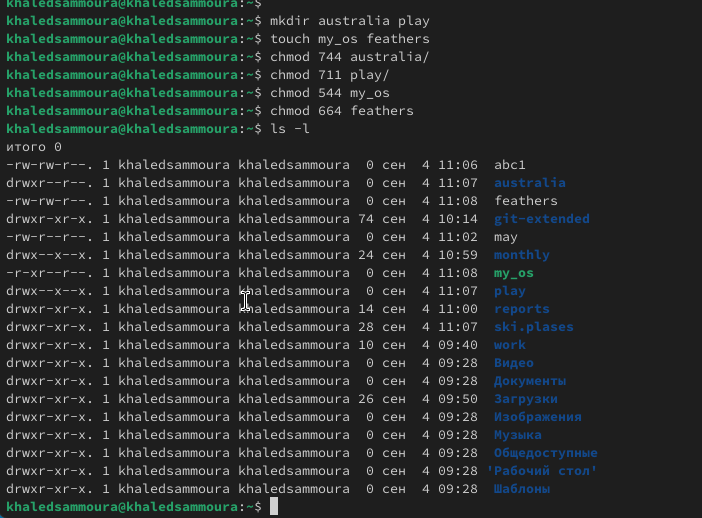 khaledsammoura@khaledsammoura:~$
khaledsammoura@khaledsammoura:~$ mkdir australia play
khaledsammoura@khaledsammoura:~$ touch my_os feathers
khaledsammoura@khaledsammoura:~$ chmod 744 australia/
khaledsammoura@khaledsammoura:~$ chmod 711 play/
khaledsammoura@khaledsammoura:~$ chmod 544 my_os
khaledsammoura@khaledsammoura:~$ chmod 664 feathers
khaledsammoura@khaledsammoura:~$ ls -l
итого 0
-rw-rw-r--. 1 khaledsammoura khaledsammoura  0 сен  4 11:06  abc1
drwxr--r--. 1 khaledsammoura khaledsammoura  0 сен  4 11:07  australia
-rw-rw-r--. 1 khaledsammoura khaledsammoura  0 сен  4 11:08  feathers
drwxr-xr-x. 1 khaledsammoura khaledsammoura 74 сен  4 10:14  git-extended
-rw-r--r--. 1 khaledsammoura khaledsammoura  0 сен  4 11:02  may
drwx--x--x. 1 khaledsammoura khaledsammoura 24 сен  4 10:59  monthly
-r-xr--r--. 1 khaledsammoura khaledsammoura  0 сен  4 11:08  my_os
drwx--x--x. 1 khaledsammoura khaledsammoura  0 сен  4 11:07  play
drwxr-xr-x. 1 khaledsammoura khaledsammoura 14 сен  4 11:00  reports
drwxr-xr-x. 1 khaledsammoura khaledsammoura 28 сен  4 11:07  ski.plases
drwxr-xr-x. 1 khaledsammoura khaledsammoura 10 сен  4 09:40  work
drwxr-xr-x. 1 khaledsammoura khaledsammoura  0 сен  4 09:28  Видео
drwxr-xr-x. 1 khaledsammoura khaledsammoura  0 сен  4 09:28  Документы
drwxr-xr-x. 1 khaledsammoura khaledsammoura 26 сен  4 09:50  Загрузки
drwxr-xr-x. 1 khaledsammoura khaledsammoura  0 сен  4 09:28  Изображения
drwxr-xr-x. 1 khaledsammoura khaledsammoura  0 сен  4 09:28  Музыка
drwxr-xr-x. 1 khaledsammoura khaledsammoura  0 сен  4 09:28  Общедоступные
drwxr-xr-x. 1 khaledsammoura khaledsammoura  0 сен  4 09:28 'Рабочий стол'
drwxr-xr-x. 1 khaledsammoura khaledsammoura  0 сен  4 09:28  Шаблоны
khaledsammoura@khaledsammoura:~$